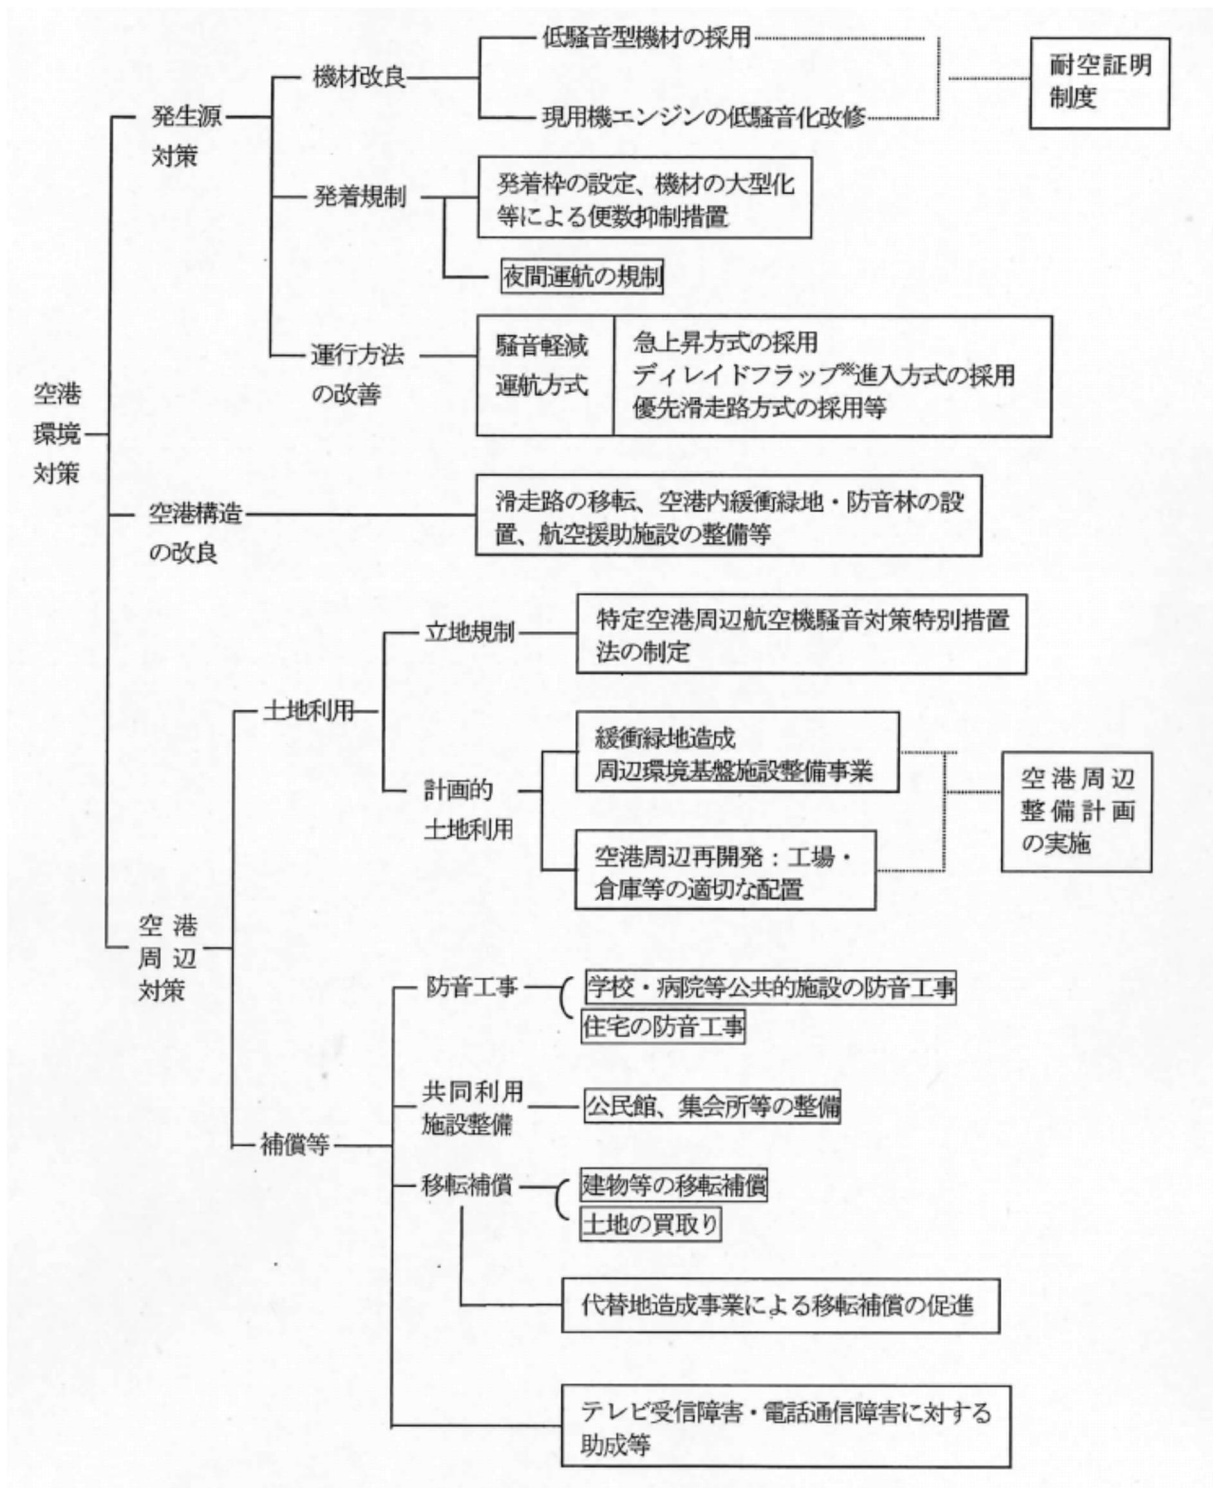 空港
環境
対策
発生源
対策
機材改良
低騒音型機材の採用
現用機エンジンの低騒音化改修
耐空証明
制度
発着規制
発着枠の設定、機材の大型化
等による便数抑制措置
夜間運航の規制
運行方法
の改善
騒音軽減
運航方式
急上昇方式の採用
ディレイドフラップ※進入方式の採用
優先滑走路方式の採用等
空港構造
の改良
滑走路の移転、空港内緩衝緑地・防音林の設
置、航空援助施設の整備等
空港
周辺
対策
土地利用
立地規制
特定空港周辺航空機騒音対策特別措置
法の制定
計画的
土地利用
緩衝緑地造成
周辺環境基盤施設整備事業
空港周辺再開発：工場・
倉庫等の適切な配置
空港周辺
整備計画
の実施
補償等
防音工事
学校・病院等公共的施設の防音工事
住宅の防音工事
共同利用
施設整備
公民館、集会所等の整備
移転補償
建物等の移転補償
土地の買取り
代替地造成事業による移転補償の促進
テレビ受信障害・電話通信障害に対する
助成等